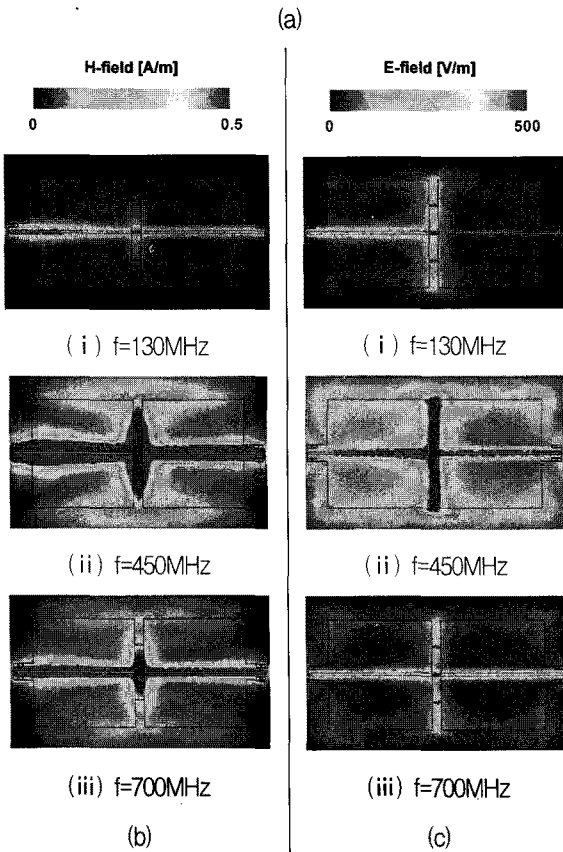 (a)
H-field [A/m]
0 0.5
E-field [V/m]
0 500
(i) f=130MHz
(i) f=130MHz
(ii) f=450MHz
(ii) f=450MHz
(iii) f=700MHz
(iii) f=700MHz
(b)
(c)